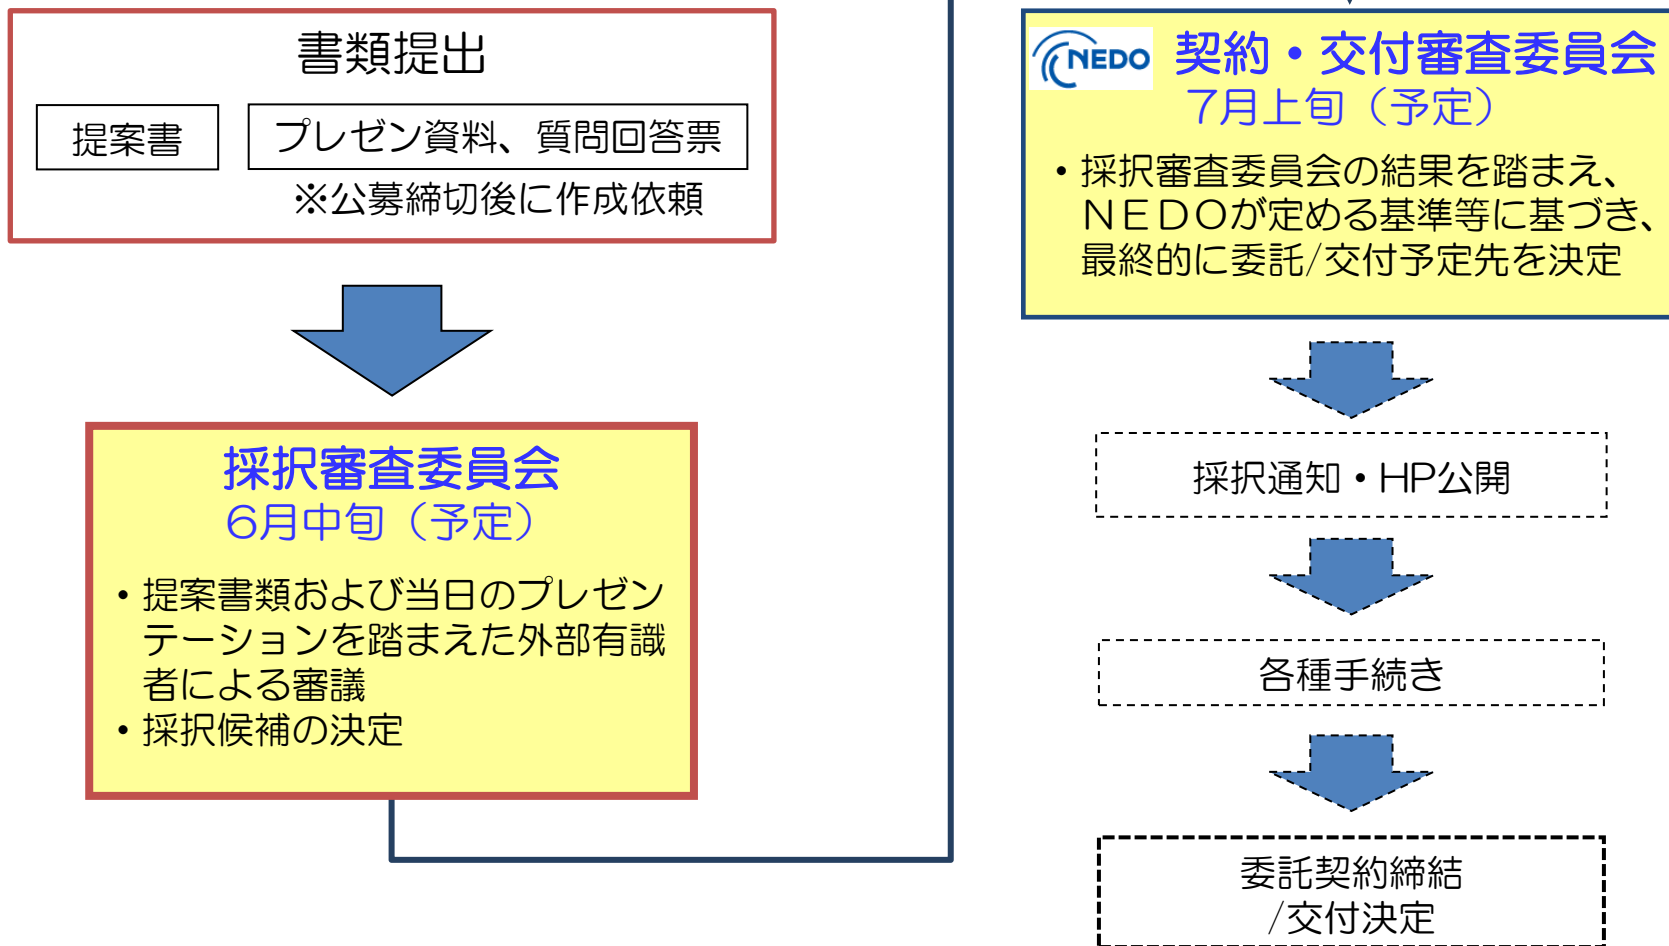 書類提出
提案書
プレゼン資料、質問回答票
※公募締切後に作成依頼
採択審査委員会
6月中旬（予定）
・提案書類および当日のプレゼン
テーションを踏まえた外部有識
者による審議
・採択候補の決定
NEDO
契約・交付審査委員会
7月上旬（予定）
・採択審査委員会の結果を踏まえ、
ＮＥＤＯが定める基準等に基づき、
最終的に委託/交付予定先を決定
採択通知・HP公開
各種手続き
委託契約締結
/交付決定